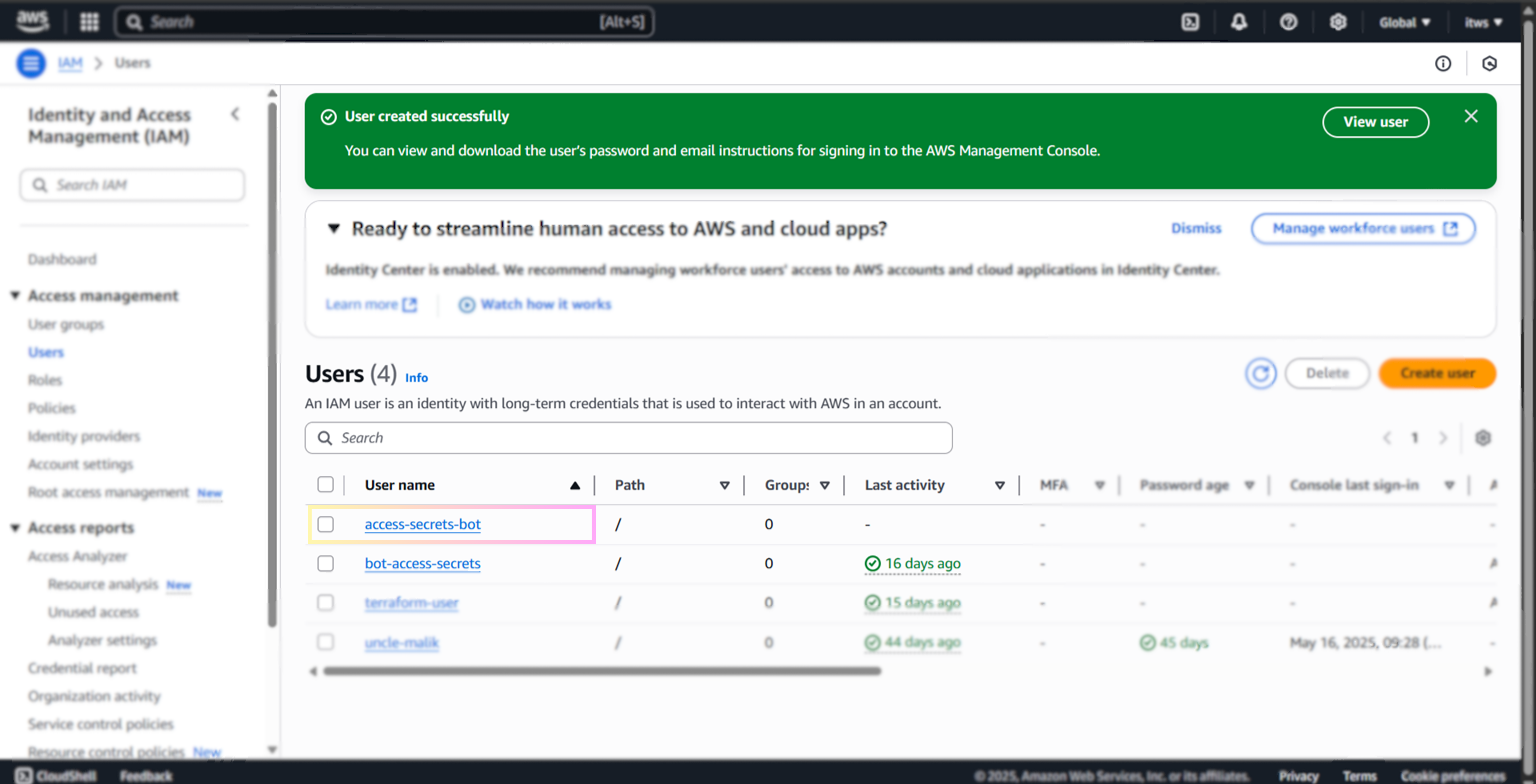 aws Search [Alt+S] Global itws
IAM > Users
Identity and Access
Management (IAM)
Search IAM
Dashboard
Access management
User groups
Users
Roles
Policies
Identity providers
Account settings
Root access management New
Access reports
Access Analyzer
Resource analysis New
Unused access
Analyzer settings
Credential report
Organization activity
Service control policies
Resource control policies New
User created successfully
View user
You can view and download the user's password and email instructions for signing in to the AWS Management Console.
Ready to streamline human access to AWS and cloud apps?
Dismiss
Manage workforce users
Identity Center is enabled. We recommend managing workforce users' access to AWS accounts and cloud applications in Identity Center.
Learn more Watch how it works
Users (4) Info
Delete Create user
An IAM user is an identity with long-term credentials that is used to interact with AWS in an account.
Search
1
User name Path Groups Last activity MFA Password age Console last sign-in A
access-secrets-bot / 0 - - - -
bot-access-secrets / 0 16 days ago - - - A
terraform-user / 0 15 days ago - - - A
uncle-malik / 0 44 days ago - 45 days May 16, 2025, 09:28 (... -
CloudShell Feedback © 2025, Amazon Web Services, Inc. or its affiliates. Privacy Terms Cookie preferences